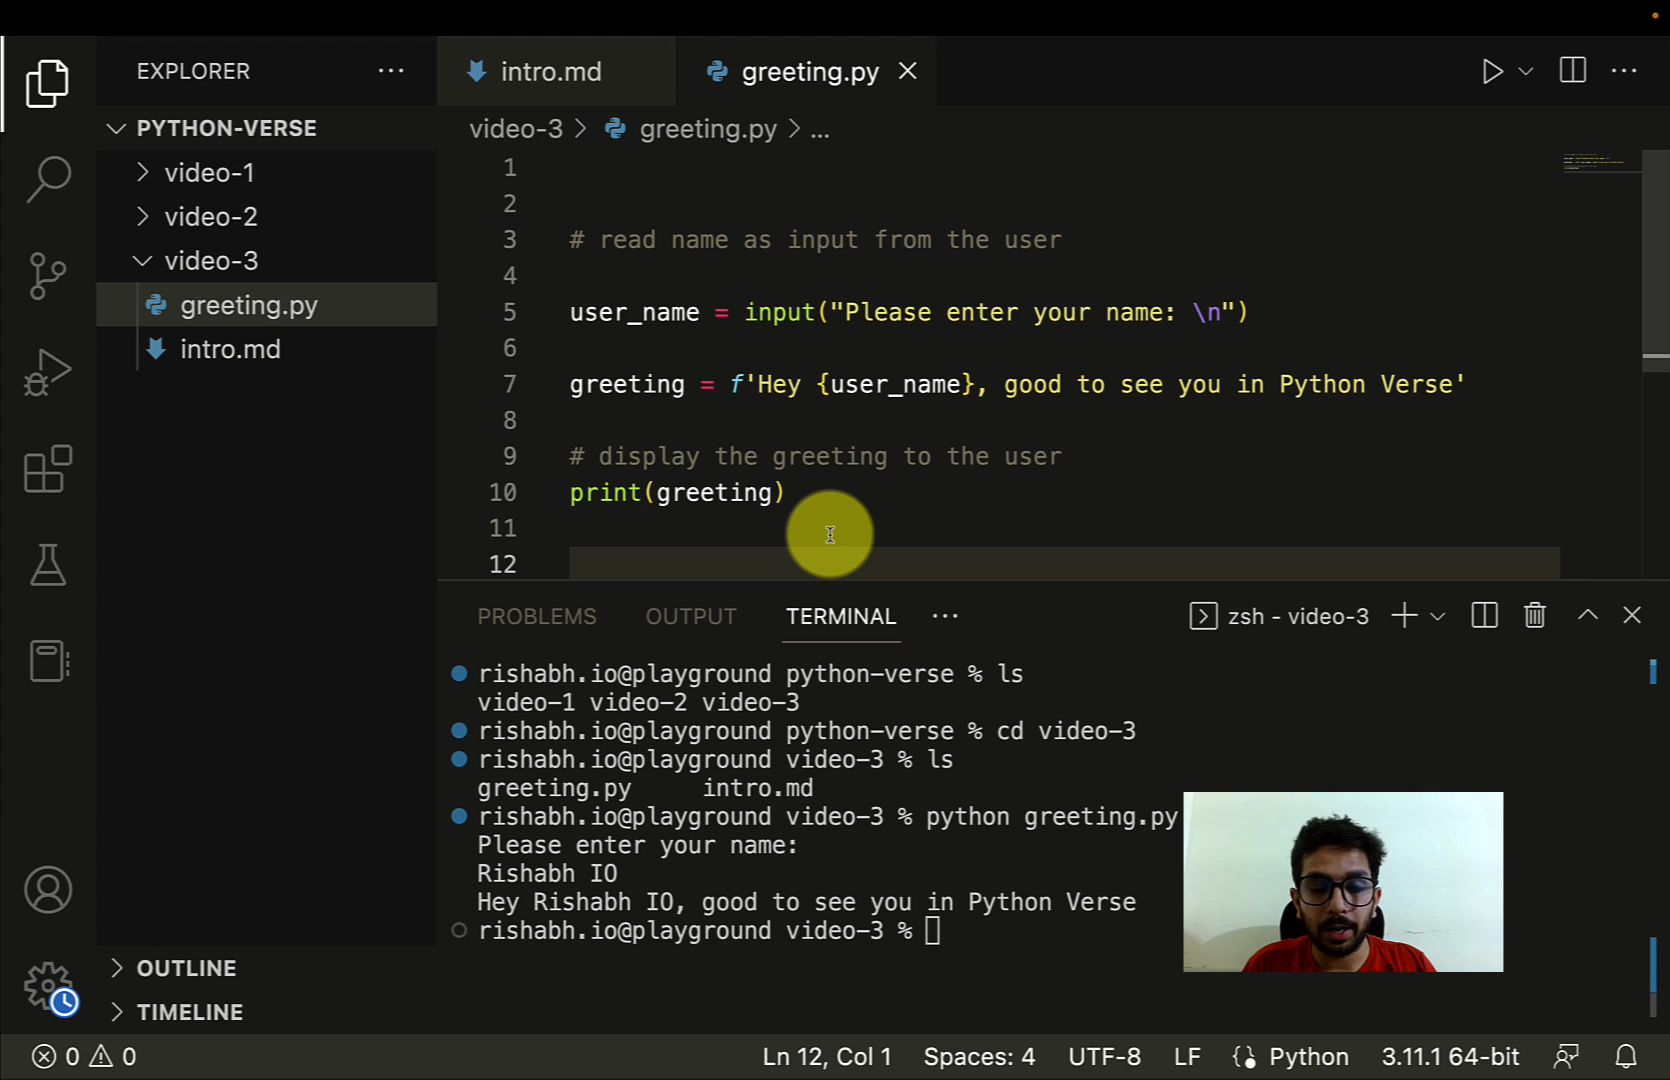 EXPLORER
intro.md
greeting.py
PYTHON-VERSE
video-1
video-2
video-3
greeting.py
intro.md
OUTLINE
TIMELINE
video-3 > greeting.py > ...
1
2
3 # read name as input from the user
4
5 user_name = input("Please enter your name: \n")
6
7 greeting = f'Hey {user_name}, good to see you in Python Verse'
8
9 # display the greeting to the user
10 print(greeting)
11
12
PROBLEMS OUTPUT TERMINAL ... zsh - video-3
rishabh.io@playground python-verse % ls
video-1 video-2 video-3
rishabh.io@playground python-verse % cd video-3
rishabh.io@playground video-3 % ls
greeting.py intro.md
rishabh.io@playground video-3 % python greeting.py
Please enter your name:
Rishabh IO
Hey Rishabh IO, good to see you in Python Verse
rishabh.io@playground video-3 %
0 0 Ln 12, Col 1 Spaces: 4 UTF-8 LF Python 3.11.1 64-bit